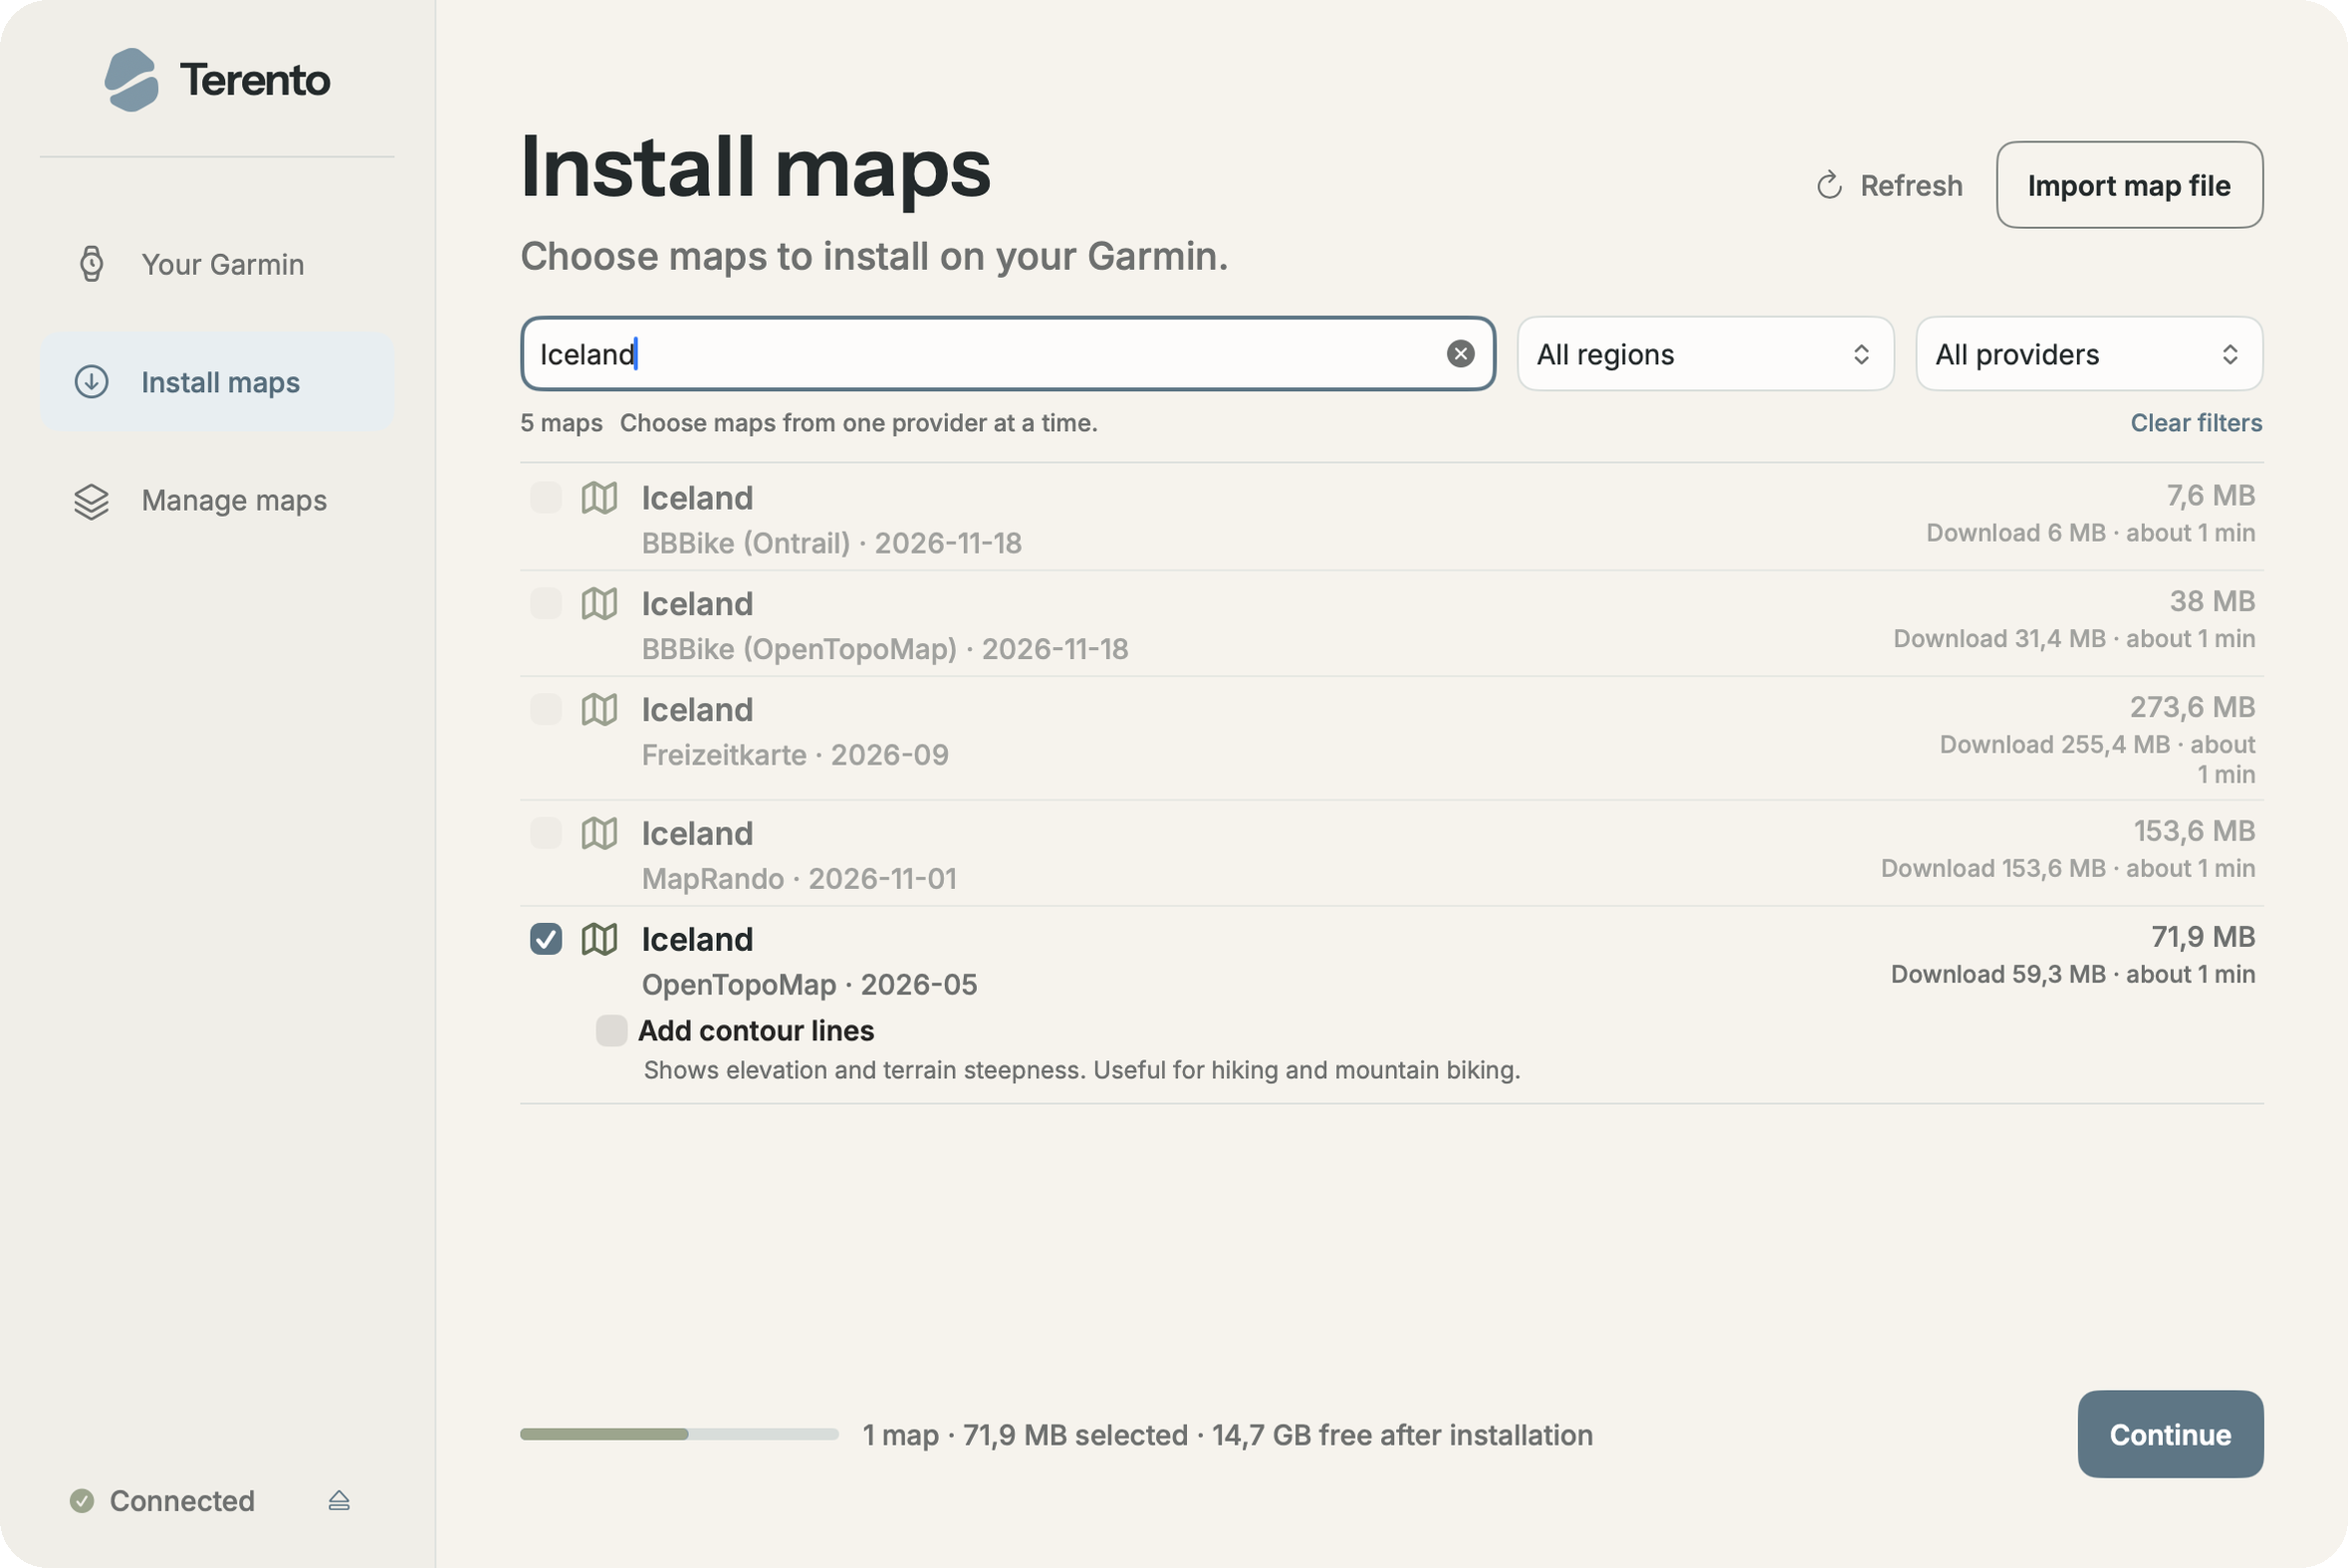 Terento
Your Garmin
Install maps
Manage maps
Connected
Install maps
Choose maps to install on your Garmin.
Refresh
Import map file
Iceland
All regions
All providers
5 maps Choose maps from one provider at a time.
Clear filters
Iceland
7,6 MB
BBBike (Ontrail) · 2026-11-18
Download 6 MB · about 1 min
Iceland
38 MB
BBBike (OpenTopoMap) · 2026-11-18
Download 31,4 MB · about 1 min
Iceland
273,6 MB
Freizeitkarte · 2026-09
Download 255,4 MB · about
1 min
Iceland
153,6 MB
MapRando · 2026-11-01
Download 153,6 MB · about 1 min
Iceland
71,9 MB
OpenTopoMap · 2026-05
Download 59,3 MB · about 1 min
Add contour lines
Shows elevation and terrain steepness. Useful for hiking and mountain biking.
1 map · 71,9 MB selected · 14,7 GB free after installation
Continue